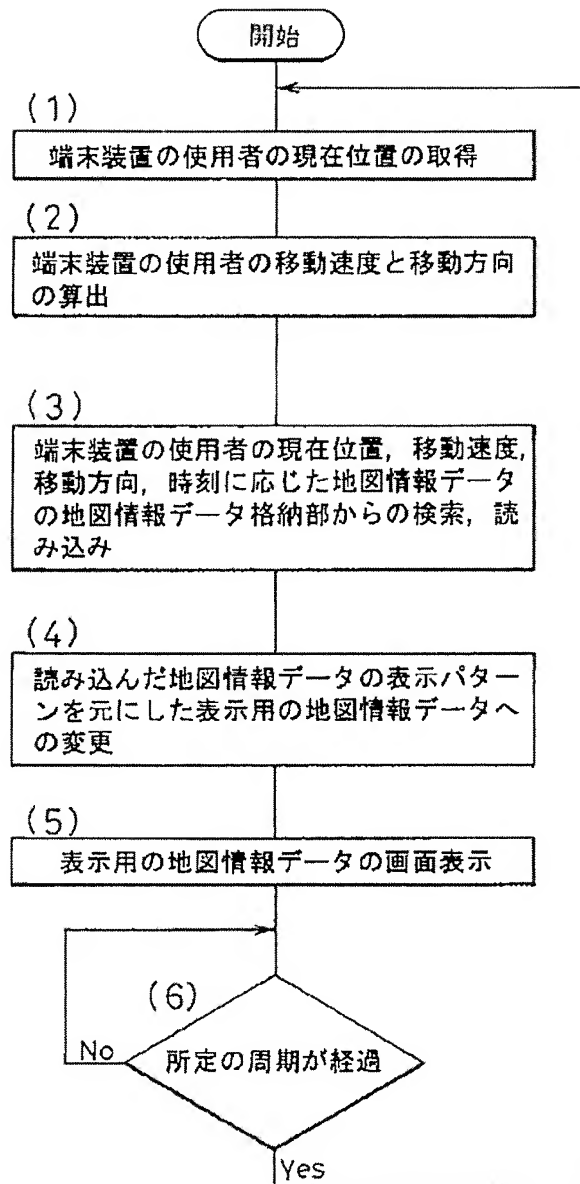 開始
(1)
端末装置の使用者の現在位置の取得
(2)
端末装置の使用者の移動速度と移動方向
の算出
(3)
端末装置の使用者の現在位置，移動速度，
移動方向，時刻に応じた地図情報データ
の地図情報データ格納部からの検索，読
み込み
(4)
読み込んだ地図情報データの表示パター
ンを元にした表示用の地図情報データへ
の変更
(5)
表示用の地図情報データの画面表示
(6)
No
所定の周期が経過
Yes